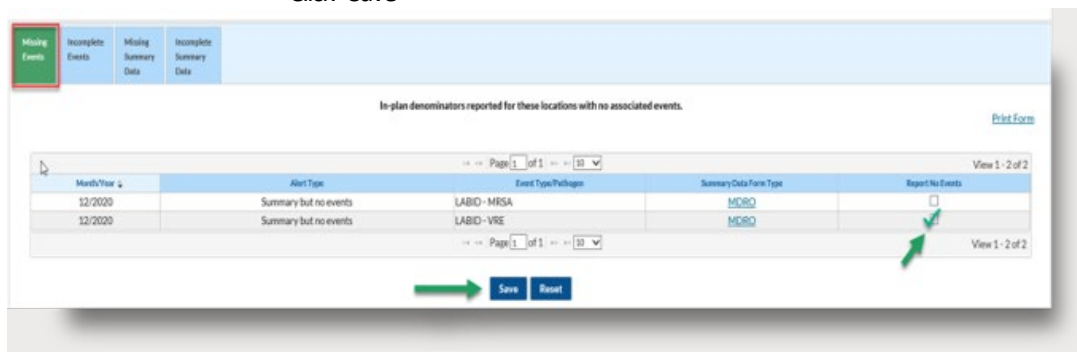 Missing Events
Incomplete Events
Missing Summary Data
Incomplete Summary Data
In-plan denominators reported for these locations with no associated events.
Print Form
Page 1 of 1 10 View 1 - 2 of 2
Month/Year Alert Type Event Type/Pathogen Summary Data Form Type Report No Events
12/2020 Summary but no events LABID - MRSA MDRO
12/2020 Summary but no events LABID - VRE MDRO
Page 1 of 1 10 View 1 - 2 of 2
Save Reset